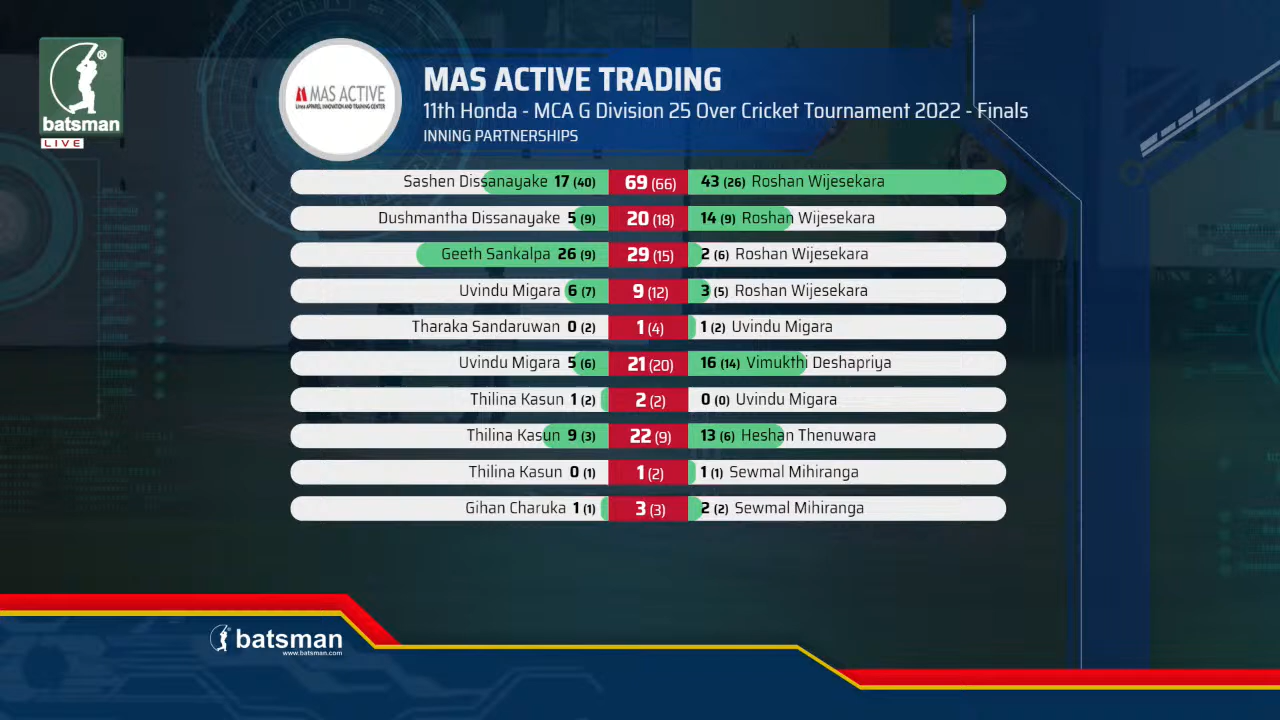 batsman
LIVE
MAS ACTIVE
Linea APPAREL INNOVATION AND TRAINING CENTER
MAS ACTIVE TRADING
11th Honda - MCA G Division 25 Over Cricket Tournament 2022 - Finals
INNING PARTNERSHIPS
Sashen Dissanayake 17 (40) 69 (66) 43 (26) Roshan Wijesekara
Dushmantha Dissanayake 5 (9) 20 (18) 14 (9) Roshan Wijesekara
Geeth Sankalpa 26 (9) 29 (15) 2 (6) Roshan Wijesekara
Uvindu Migara 6 (7) 9 (12) 3 (5) Roshan Wijesekara
Tharaka Sandaruwan 0 (2) 1 (4) 1 (2) Uvindu Migara
Uvindu Migara 5 (6) 21 (20) 16 (14) Vimukthi Deshapriya
Thilina Kasun 1 (2) 2 (2) 0 (0) Uvindu Migara
Thilina Kasun 9 (3) 22 (9) 13 (6) Heshan Thenuwara
Thilina Kasun 0 (1) 1 (2) 1 (1) Sewmal Mihiranga
Gihan Charuka 1 (1) 3 (3) 2 (2) Sewmal Mihiranga
batsman
www.batsman.com